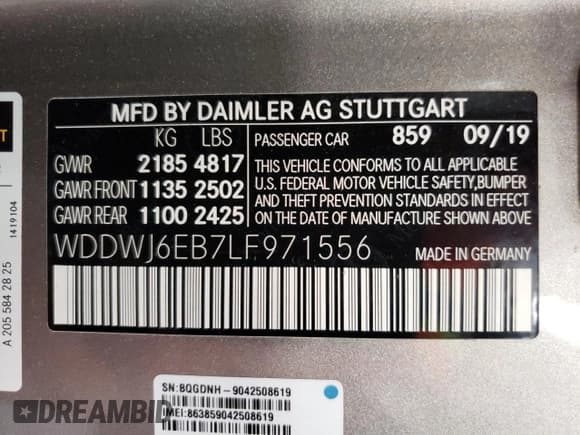 MFD BY DAIMLER AG STUTTGART
KG LBS PASSENGER CAR 859 09/19
GVWR 2185 4817
GAWR FRONT 1135 2502
GAWR REAR 1100 2425
THIS VEHICLE CONFORMS TO ALL APPLICABLE
U.S. FEDERAL MOTOR VEHICLE SAFETY,BUMPER
AND THEFT PREVENTION STANDARDS IN EFFECT
ON THE DATE OF MANUFACTURE SHOWN ABOVE.
WDDWJ6EB7LF971556 MADE IN GERMANY
1419104
A 205 584 28 25
SN:BQGDNH-9042508619
IMEI:863859042508619
DREAMBID